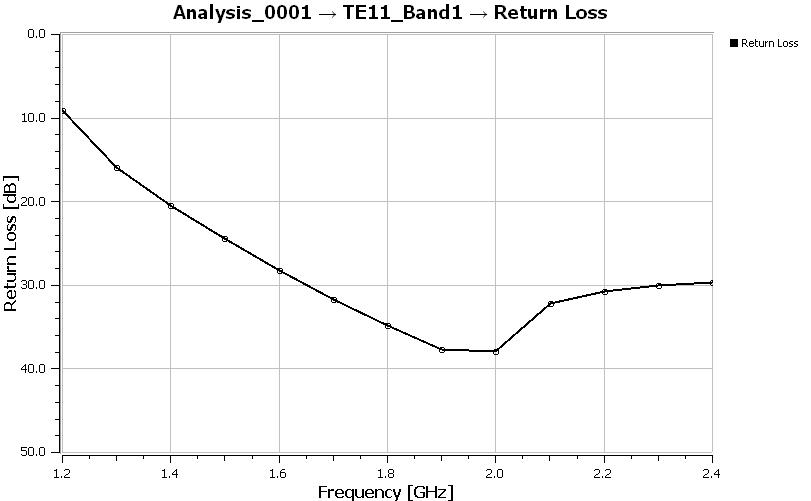 Analysis_0001 → TE11_Band1 → Return Loss
Return Loss
Return Loss [dB]
0.0
10.0
20.0
30.0
40.0
50.0
1.2 1.4 1.6 1.8 2.0 2.2 2.4
Frequency [GHz]